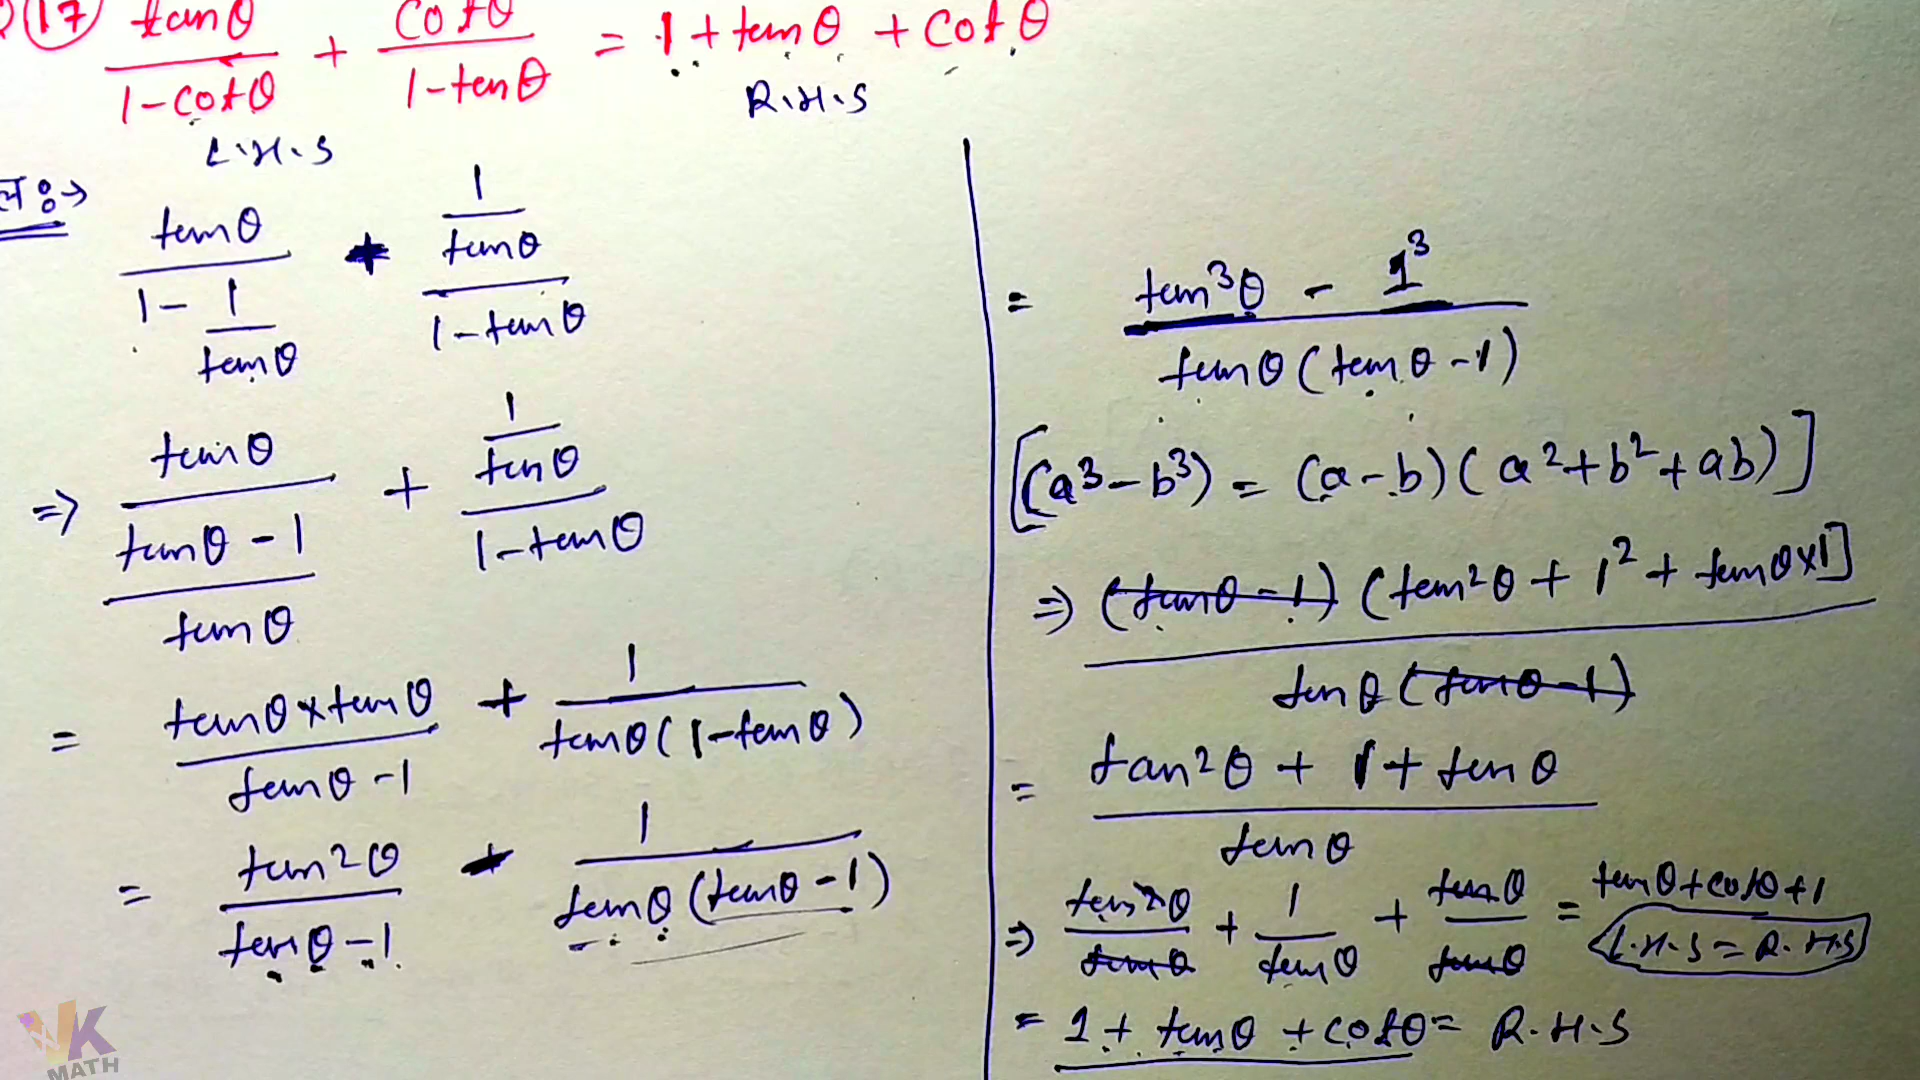 (17) tanθ/(1-cotθ) + cotθ/(1-tanθ) = 1+tanθ+cotθ
L.H.S R.H.S
tanθ/(1-1/tanθ) + (1/tanθ)/(1-tanθ)
⇒ tanθ/((tanθ-1)/tanθ) + (1/tanθ)/(1-tanθ)
= (tanθ×tanθ)/(tanθ-1) + 1/(tanθ(1-tanθ))
= tan²θ/(tanθ-1) - 1/(tanθ(tanθ-1))
= (tan³θ - 1³)/(tanθ(tanθ-1))
[(a³-b³) = (a-b)(a²+b²+ab)]
⇒ (tanθ-1)(tan²θ+1²+tanθ×1]/(tanθ(tanθ-1))
= (tan²θ+1+tanθ)/tanθ
⇒ tan²θ/tanθ + 1/tanθ + tanθ/tanθ = tanθ+cotθ+1
L.H.S = R.H.S
= 1+tanθ+cotθ = R.H.S
VK
MATH